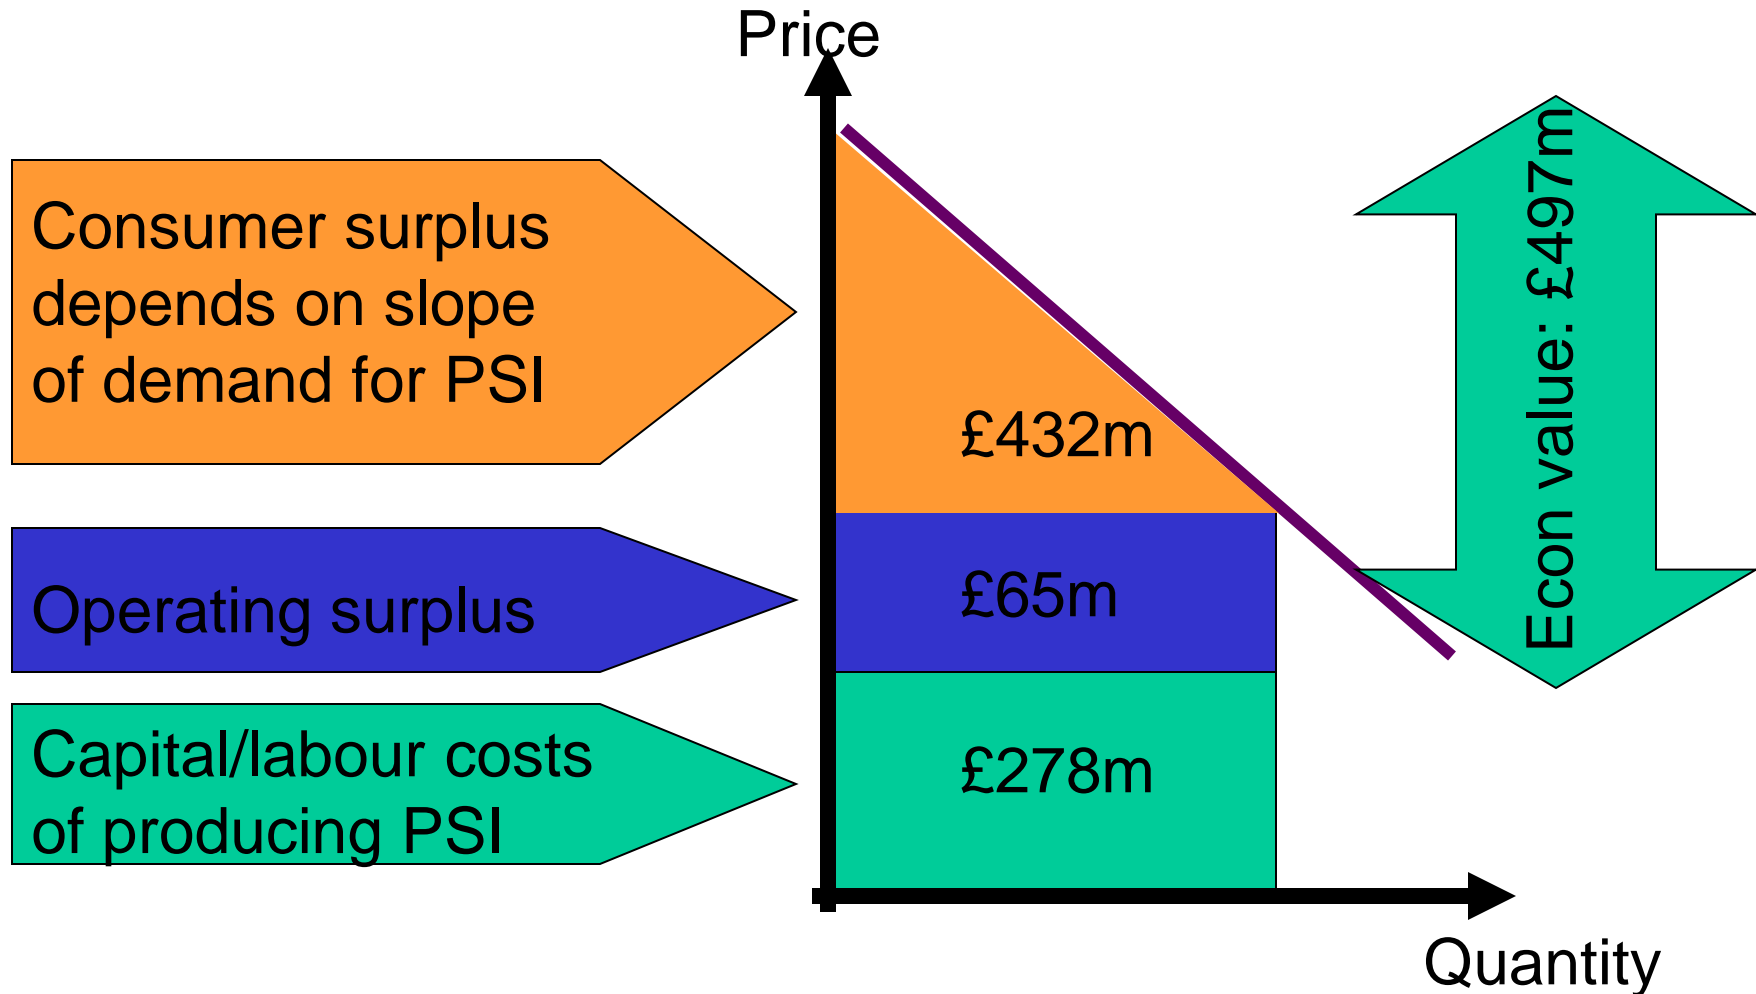 Price
Consumer surplus
depends on slope
of demand for PSI
£432m
Econ value: £497m
Operating surplus
£65m
Capital/labour costs
of producing PSI
£278m
Quantity